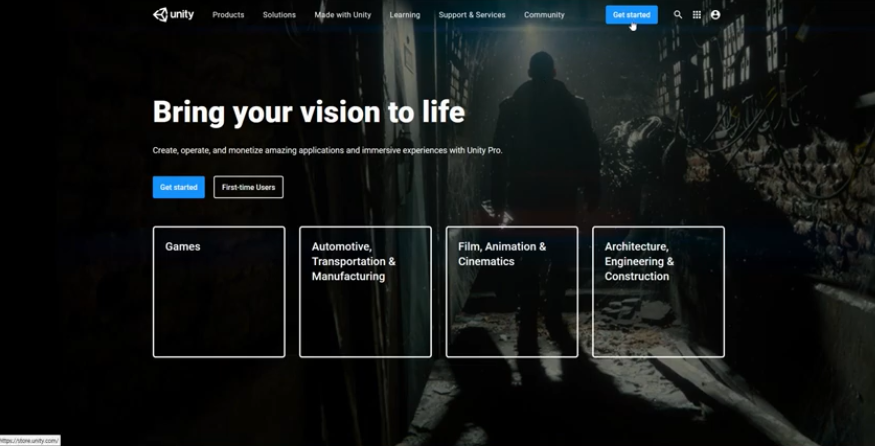 unity Products Solutions Made with Unity Learning Support & Services Community Get started
Bring your vision to life
Create, operate, and monetize amazing applications and immersive experiences with Unity Pro.
Get started First-time Users
Games
Automotive,
Transportation &
Manufacturing
Film, Animation &
Cinematics
Architecture,
Engineering &
Construction
https://store.unity.com/